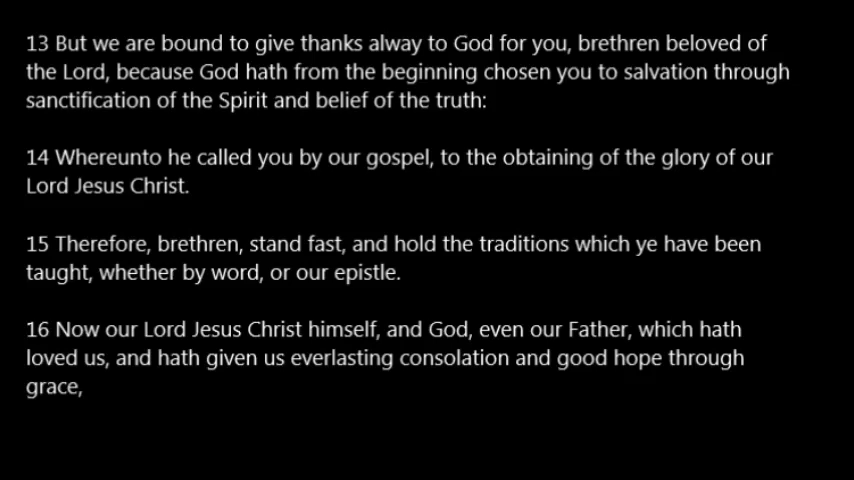 13 But we are bound to give thanks alway to God for you, brethren beloved of
the Lord, because God hath from the beginning chosen you to salvation through
sanctification of the Spirit and belief of the truth:
14 Whereunto he called you by our gospel, to the obtaining of the glory of our
Lord Jesus Christ.
15 Therefore, brethren, stand fast, and hold the traditions which ye have been
taught, whether by word, or our epistle.
16 Now our Lord Jesus Christ himself, and God, even our Father, which hath
loved us, and hath given us everlasting consolation and good hope through
grace,